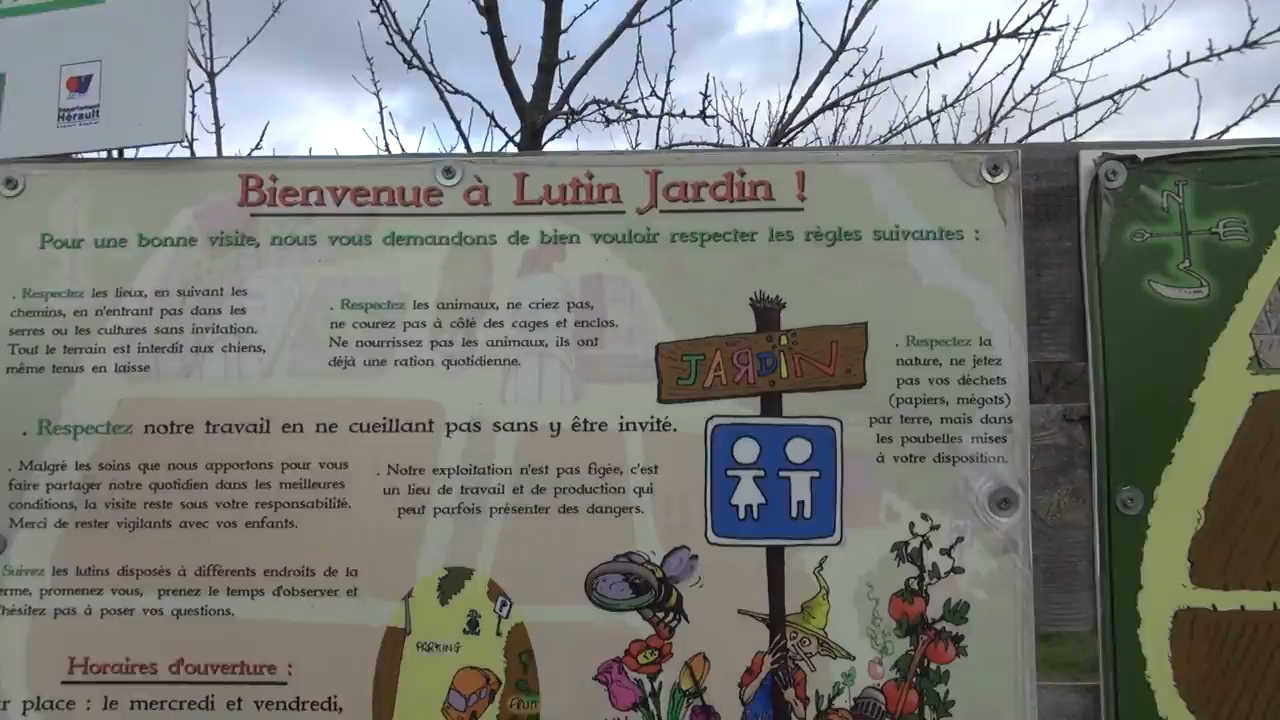 Département
Hérault
Bienvenue à Lutin Jardin !
Pour une bonne visite, nous vous demandons de bien vouloir respecter les règles suivantes :
. Respectez les lieux, en suivant les
chemins, en n'entrant pas dans les
serres ou les cultures sans invitation.
Tout le terrain est interdit aux chiens,
même tenus en laisse
. Respectez les animaux, ne criez pas,
ne courez pas à côté des cages et enclos.
Ne nourrissez pas les animaux, ils ont
déjà une ration quotidienne.
JARDIN
. Respectez la
nature, ne jetez
pas vos déchets
(papiers, mégots)
par terre, mais dans
les poubelles mises
à votre disposition.
. Respectez notre travail en ne cueillant pas sans y être invité.
. Malgré les soins que nous apportons pour vous
faire partager notre quotidien dans les meilleures
conditions, la visite reste sous votre responsabilité.
Merci de rester vigilants avec vos enfants.
. Notre exploitation n'est pas figée, c'est
un lieu de travail et de production qui
peut parfois présenter des dangers.
Suivez les lutins disposés à différents endroits de la
erme, promenez vous, prenez le temps d'observer et
'hésitez pas à poser vos questions.
PARKING
P
Horaires d'ouverture :
r place : le mercredi et vendredi,
N